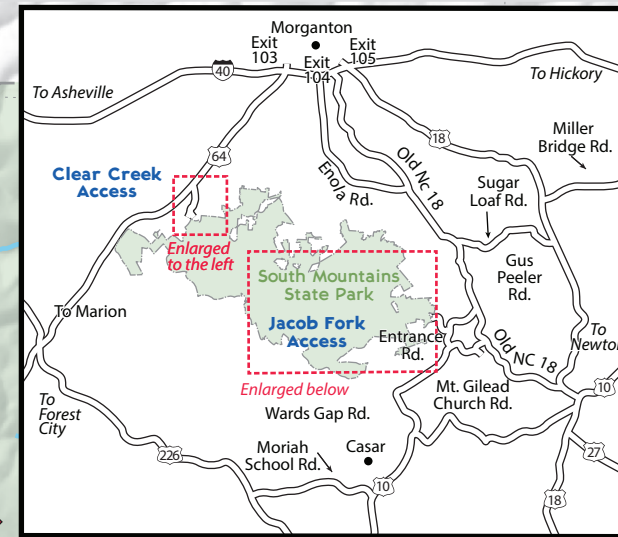 Morganton
Exit
103
Exit
104
Exit
105
40
To Asheville
To Hickory
18
Miller
Bridge Rd.
64
Clear Creek
Access
Enola Rd.
Old Nc 18
Sugar
Loaf Rd.
Enlarged
to the left
South Mountains
State Park
Gus
Peeler
Rd.
Jacob Fork
Access
To Marion
Entrance
Rd.
Old NC 18
To
Newton
Enlarged below
10
To
Forest
City
Wards Gap Rd.
Mt. Gilead
Church Rd.
226
Moriah
School Rd.
Casar
27
10
18